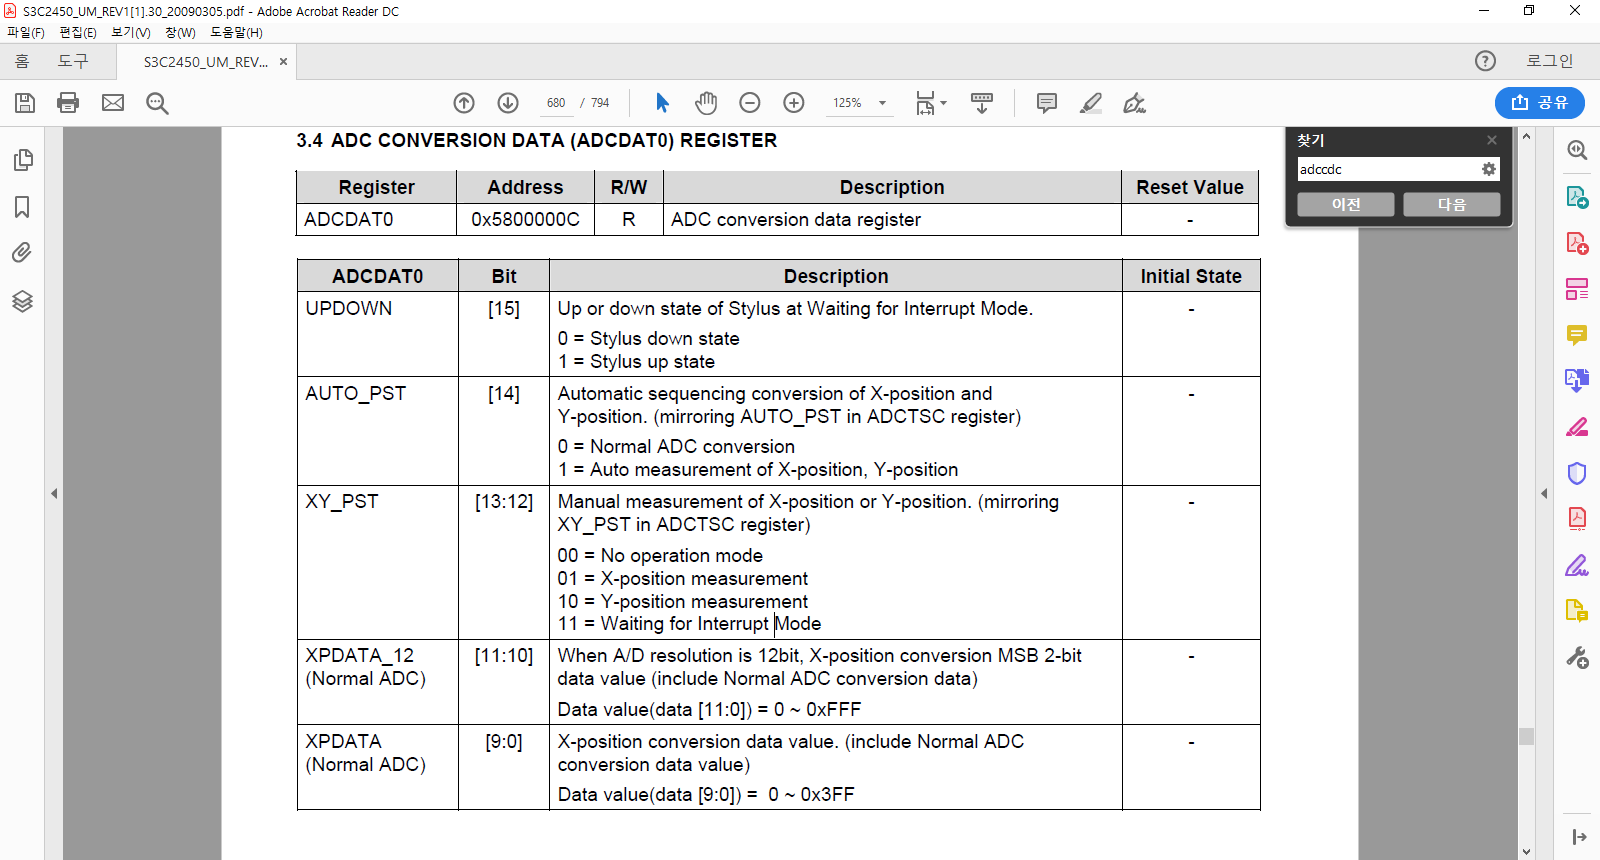 S3C2450_UM_REV1[1].30_20090305.pdf - Adobe Acrobat Reader DC
파일(F) 편집(E) 보기(V) 창(W) 도움말(H)
홈 도구 S3C2450_UM_REV... × 로그인
680 / 794 125% 공유
찾기
adccdc
이전 다음
3.4 ADC CONVERSION DATA (ADCDAT0) REGISTER
Register Address R/W Description Reset Value
ADCDAT0 0x5800000C R ADC conversion data register -
ADCDAT0 Bit Description Initial State
UPDOWN [15] Up or down state of Stylus at Waiting for Interrupt Mode. -
0 = Stylus down state
1 = Stylus up state
AUTO_PST [14] Automatic sequencing conversion of X-position and -
Y-position. (mirroring AUTO_PST in ADCTSC register)
0 = Normal ADC conversion
1 = Auto measurement of X-position, Y-position
XY_PST [13:12] Manual measurement of X-position or Y-position. (mirroring -
XY_PST in ADCTSC register)
00 = No operation mode
01 = X-position measurement
10 = Y-position measurement
11 = Waiting for Interrupt Mode
XPDATA_12 [11:10] When A/D resolution is 12bit, X-position conversion MSB 2-bit -
(Normal ADC) data value (include Normal ADC conversion data)
Data value(data [11:0]) = 0 ~ 0xFFF
XPDATA [9:0] X-position conversion data value. (include Normal ADC -
(Normal ADC) conversion data value)
Data value(data [9:0]) = 0 ~ 0x3FF